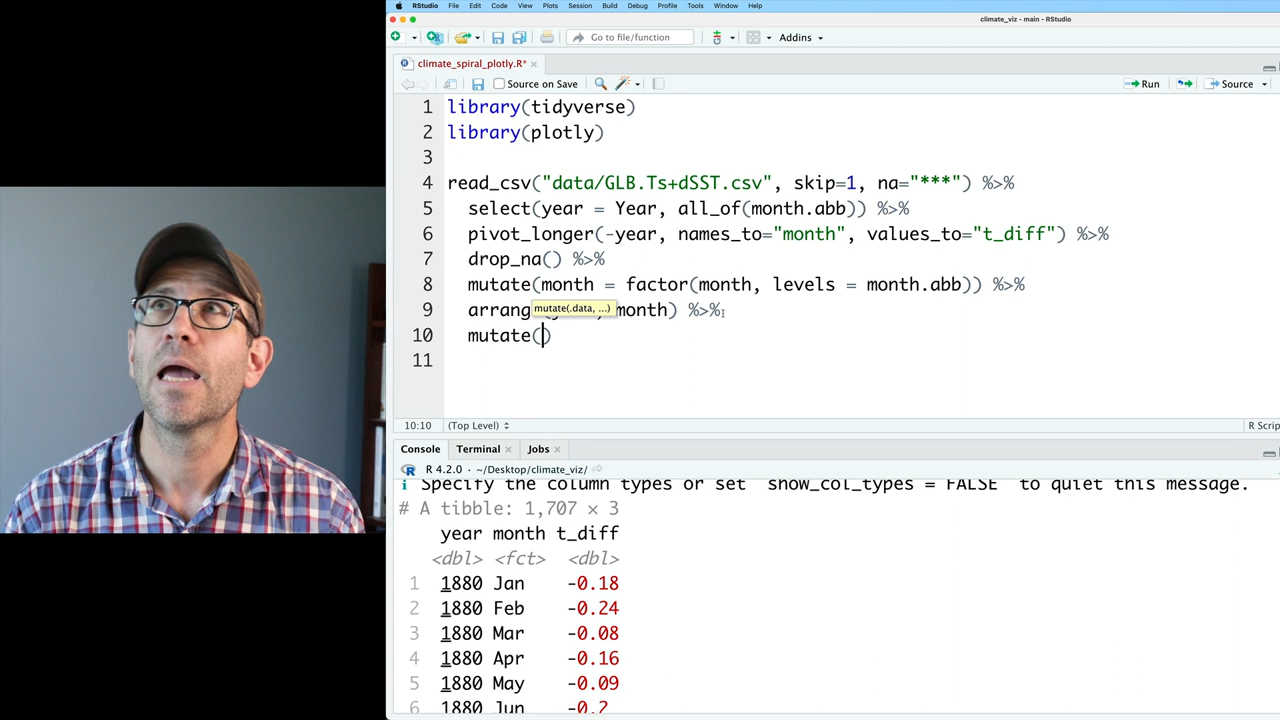 RStudio File Edit Code View Plots Session Build Debug Profile Tools Window Help
climate_viz - main - RStudio
Go to file/function Addins
climate_spiral_plotly.R*
Source on Save Run Source
1 library(tidyverse)
2 library(plotly)
3
4 read_csv("data/GLB.Ts+dSST.csv", skip=1, na="***") %>%
5 select(year = Year, all_of(month.abb)) %>%
6 pivot_longer(-year, names_to="month", values_to="t_diff") %>%
7 drop_na() %>%
8 mutate(month = factor(month, levels = month.abb)) %>%
9 arrang month) %>%
mutate(.data, ...)
10 mutate()
11
10:10 (Top Level) R Scrip
Console Terminal Jobs
R 4.2.0 · ~/Desktop/climate_viz/
i Specify the column types or set show_col_types = FALSE to quiet this message.
# A tibble: 1,707 × 3
year month t_diff
<dbl> <fct> <dbl>
1 1880 Jan -0.18
2 1880 Feb -0.24
3 1880 Mar -0.08
4 1880 Apr -0.16
5 1880 May -0.09
6 1880 Jun -0.2